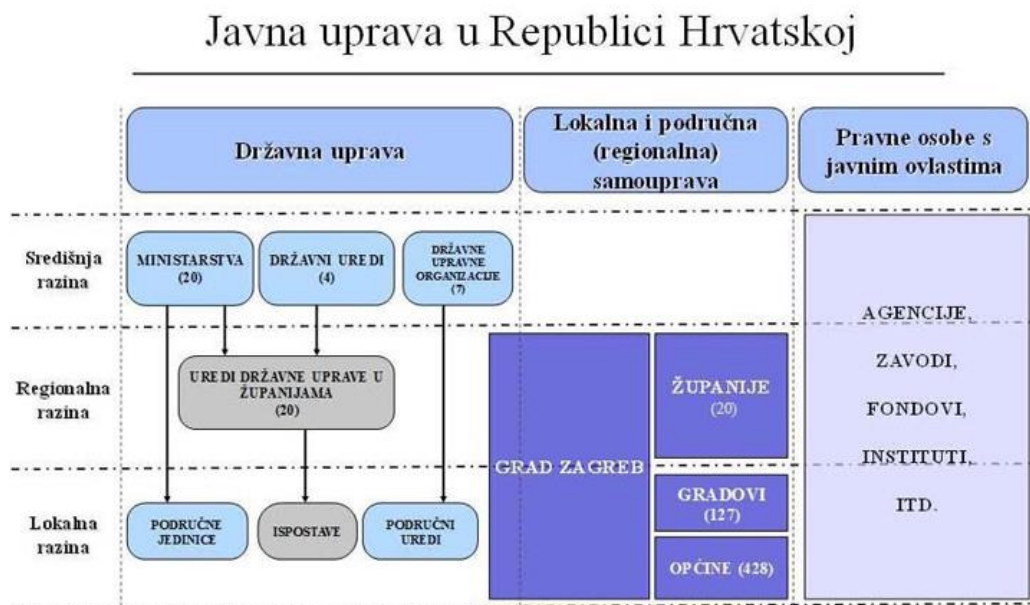 Javna uprava u Republici Hrvatskoj
Državna uprava
Lokalna i područna
(regionalna)
samouprava
Pravne osobe s
javnim ovlastima
Središnja
razina
MINISTARSTVA
(20)
DRŽAVNI UREDI
(4)
DRŽAVNE
UPRAVNE
ORGANIZACIJE
(7)
Regionalna
razina
UREDI DRŽAVNE UPRAVE U
ŽUPANIJAMA
(20)
GRAD ZAGREB
ŽUPANIJE
(20)
Lokalna
razina
PODRUČNE
JEDINICE
ISPOSTAVE
PODRUČNI
UREDI
GRADOVI
(127)
OPĆINE (428)
AGENCIJE,
ZAVODI,
FONDOVI,
INSTITUTI,
ITD.